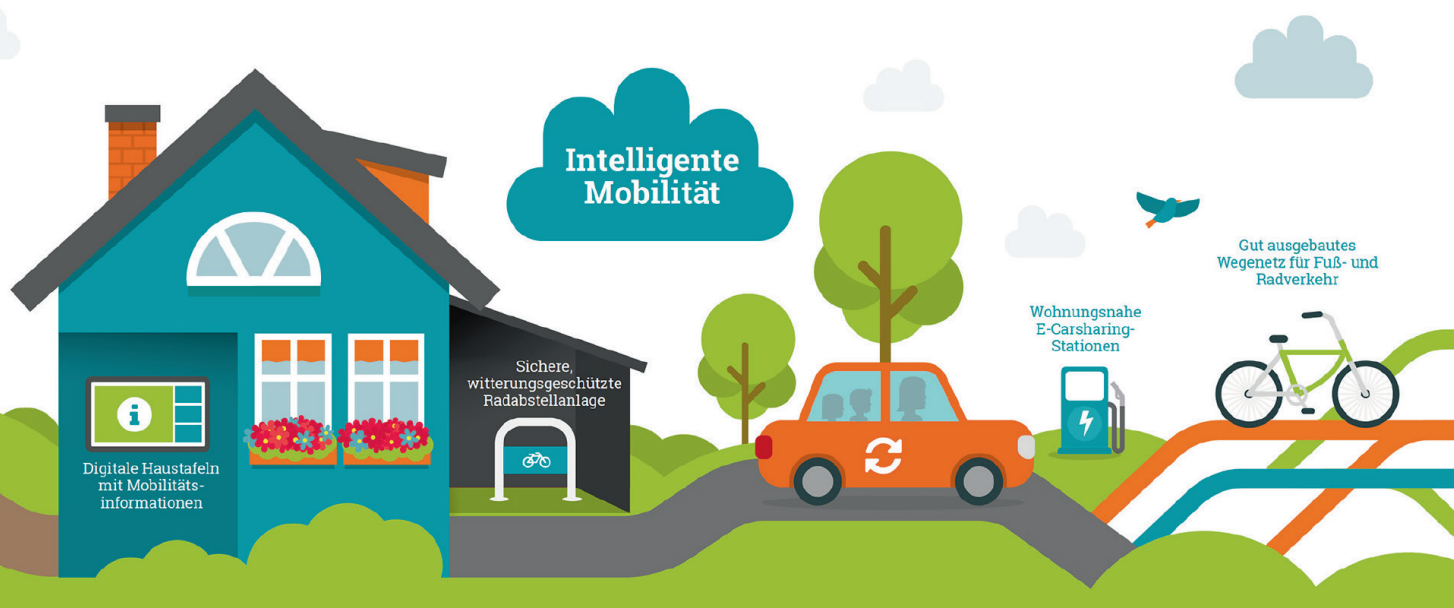 Intelligente
Mobilität
Digitale Haustafeln
mit Mobilitäts-
informationen
Sichere,
witterungsgeschützte
Radabstellanlage
Wohnungsnahe
E-Carsharing-
Stationen
Gut ausgebautes
Wegenetz für Fuß- und
Radverkehr